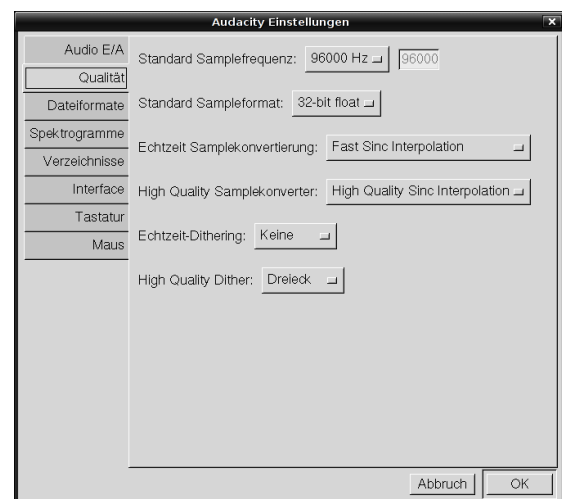 Audacity Einstellungen
Audio E/A
Qualität
Dateiformate
Spektrogramme
Verzeichnisse
Interface
Tastatur
Maus
Standard Samplefrequenz: 96000 Hz 96000
Standard Sampleformat: 32-bit float
Echtzeit Samplekonvertierung: Fast Sinc Interpolation
High Quality Samplekonverter: High Quality Sinc Interpolation
Echtzeit-Dithering: Keine
High Quality Dither: Dreieck
Abbruch OK